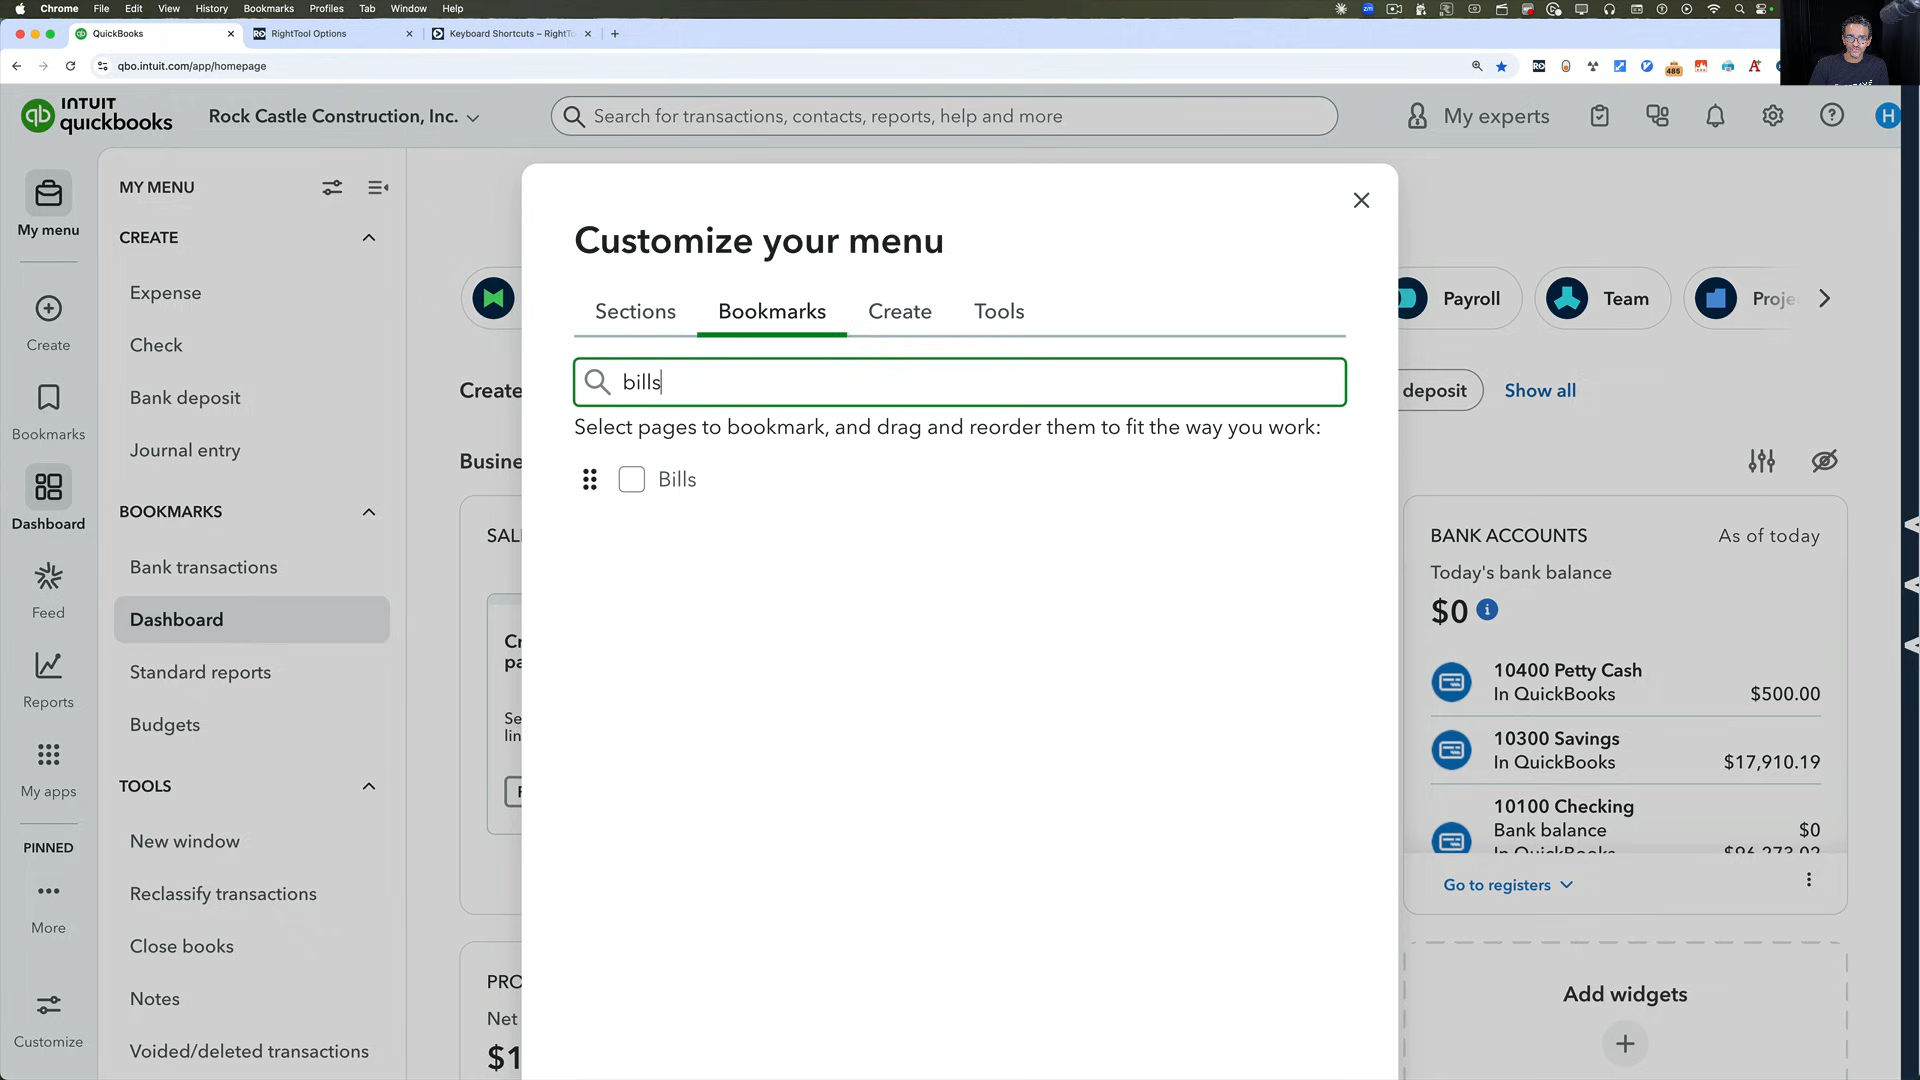 Chrome File Edit View History Bookmarks Profiles Tab Window Help
QuickBooks
RightTool Options
Keyboard Shortcuts – RightTo
qbo.intuit.com/app/homepage
485
INTUIT
quickbooks
Rock Castle Construction, Inc.
Search for transactions, contacts, reports, help and more
My experts
H
My menu
Create
Bookmarks
Dashboard
Feed
Reports
My apps
PINNED
More
Customize
MY MENU
CREATE
Expense
Check
Bank deposit
Journal entry
BOOKMARKS
Bank transactions
Dashboard
Standard reports
Budgets
TOOLS
New window
Reclassify transactions
Close books
Notes
Voided/deleted transactions
Create
Busine
SAL
Net
$1
Customize your menu
Sections Bookmarks Create Tools
bills
Select pages to bookmark, and drag and reorder them to fit the way you work:
Bills
Payroll
Team
Proje
deposit
Show all
BANK ACCOUNTS As of today
Today's bank balance
$0
10400 Petty Cash
In QuickBooks $500.00
10300 Savings
In QuickBooks $17,910.19
10100 Checking
Bank balance $0
In QuickBooks $96,273.02
Go to registers
Add widgets